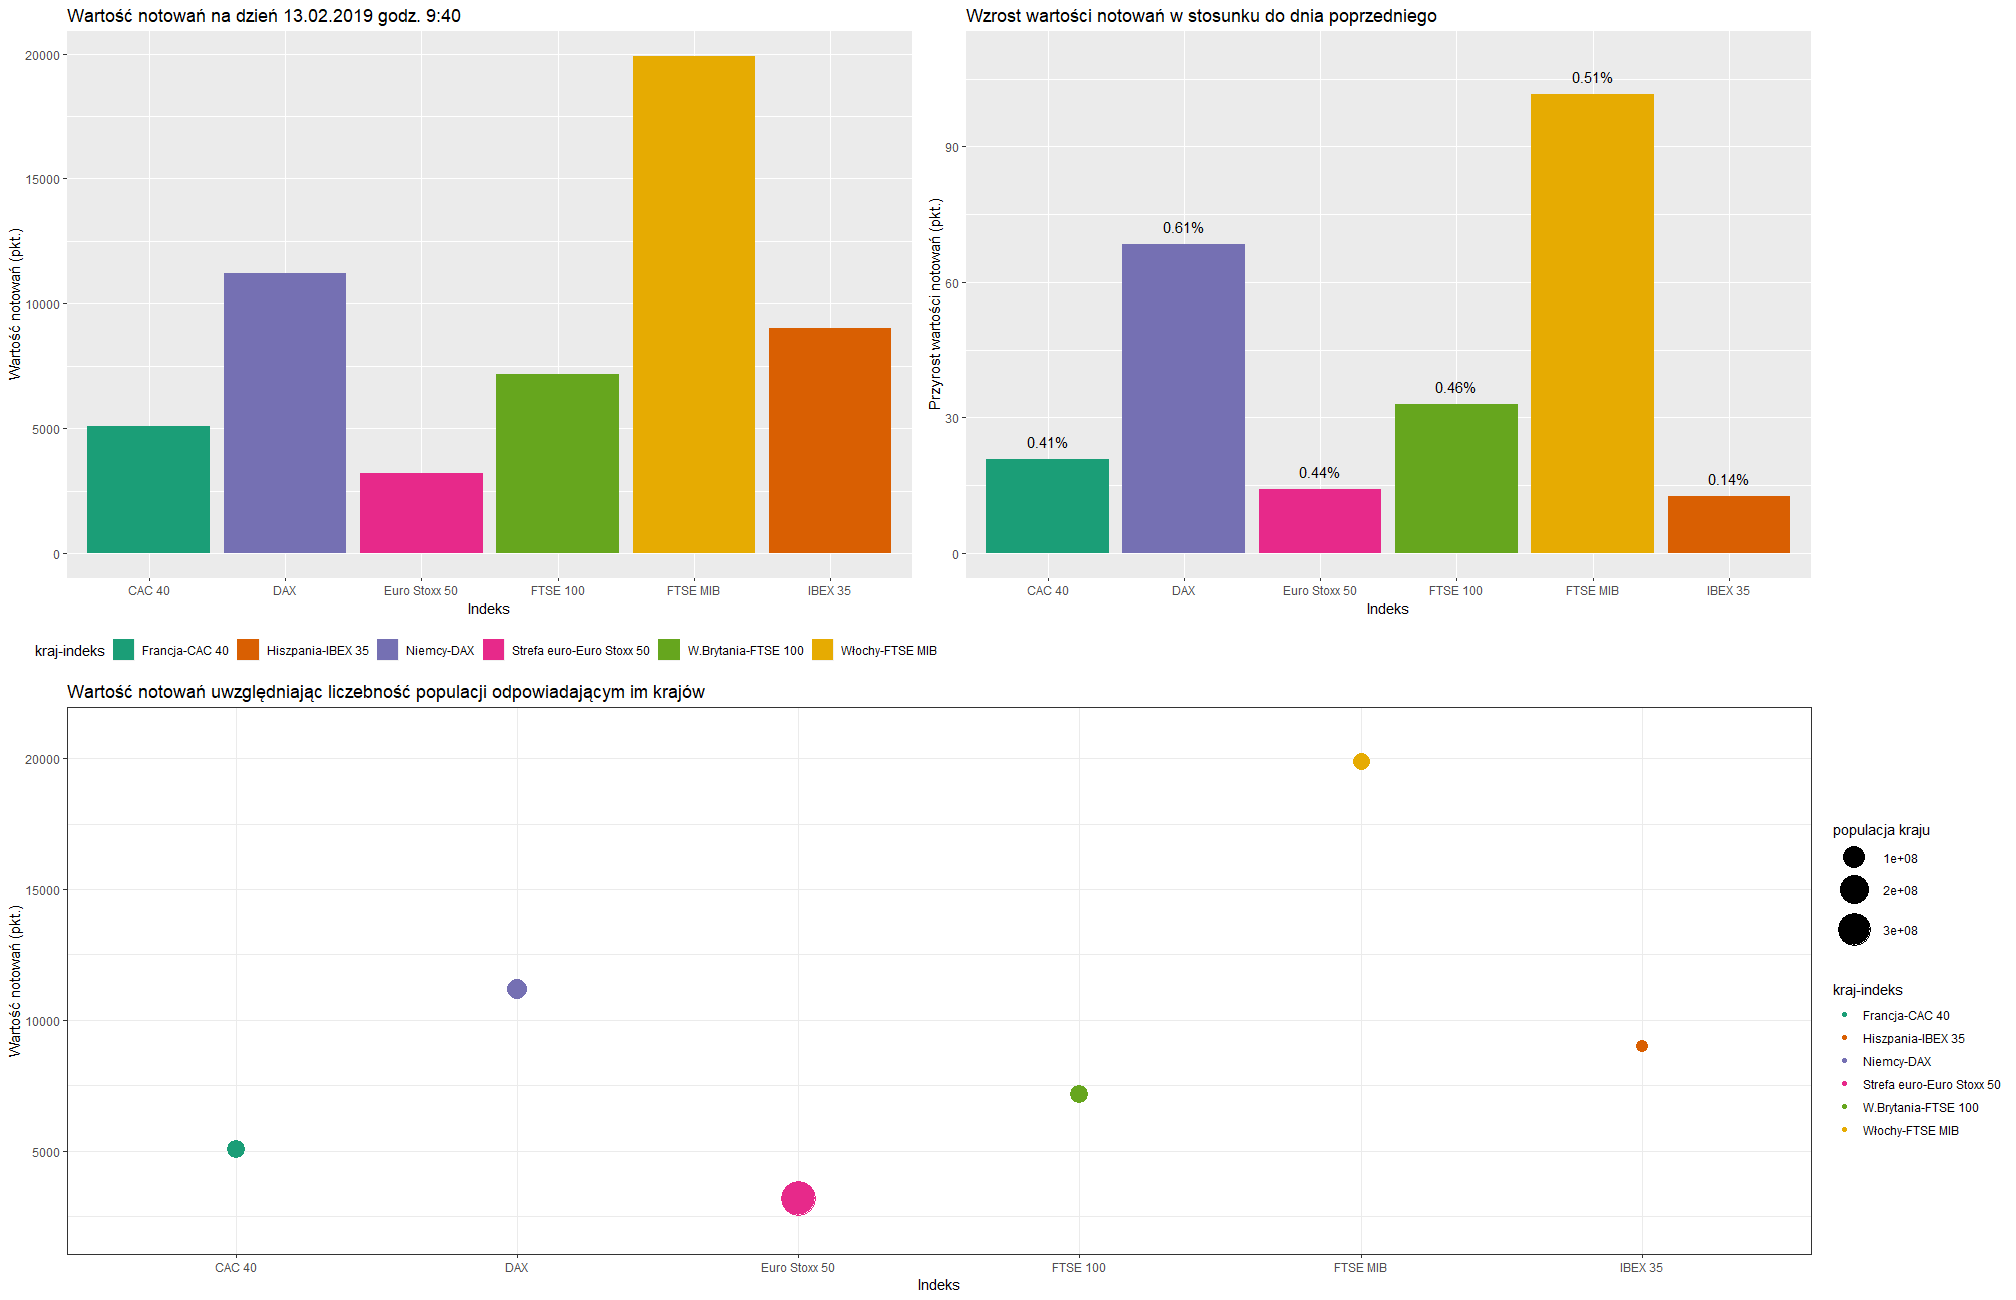 Wartość notowań na dzień 13.02.2019 godz. 9:40
Wartość notowań (pkt.)
20000
15000
10000
5000
0
CAC 40 DAX Euro Stoxx 50 FTSE 100 FTSE MIB IBEX 35
Indeks
Wzrost wartości notowań w stosunku do dnia poprzedniego
Przyrost wartości notowań (pkt.)
90
60
30
0
0.41%
0.61%
0.44%
0.46%
0.51%
0.14%
CAC 40 DAX Euro Stoxx 50 FTSE 100 FTSE MIB IBEX 35
Indeks
kraj-indeks Francja-CAC 40 Hiszpania-IBEX 35 Niemcy-DAX Strefa euro-Euro Stoxx 50 W.Brytania-FTSE 100 Włochy-FTSE MIB
Wartość notowań uwzględniając liczebność populacji odpowiadającym im krajów
Wartość notowań (pkt.)
20000
15000
10000
5000
CAC 40 DAX Euro Stoxx 50 FTSE 100 FTSE MIB IBEX 35
Indeks
populacja kraju
1e+08
2e+08
3e+08
kraj-indeks
Francja-CAC 40
Hiszpania-IBEX 35
Niemcy-DAX
Strefa euro-Euro Stoxx 50
W.Brytania-FTSE 100
Włochy-FTSE MIB